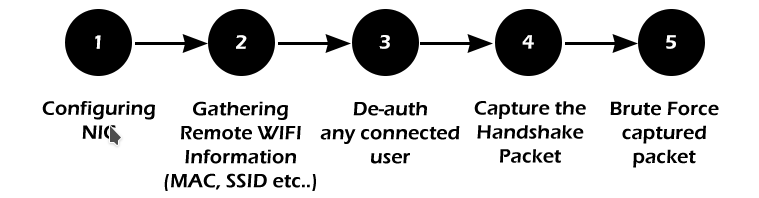 1
2
3
4
5
Configuring
NIC
Gathering
Remote WIFI
Information
(MAC, SSID etc..)
De-auth
any connected
user
Capture the
Handshake
Packet
Brute Force
captured
packet